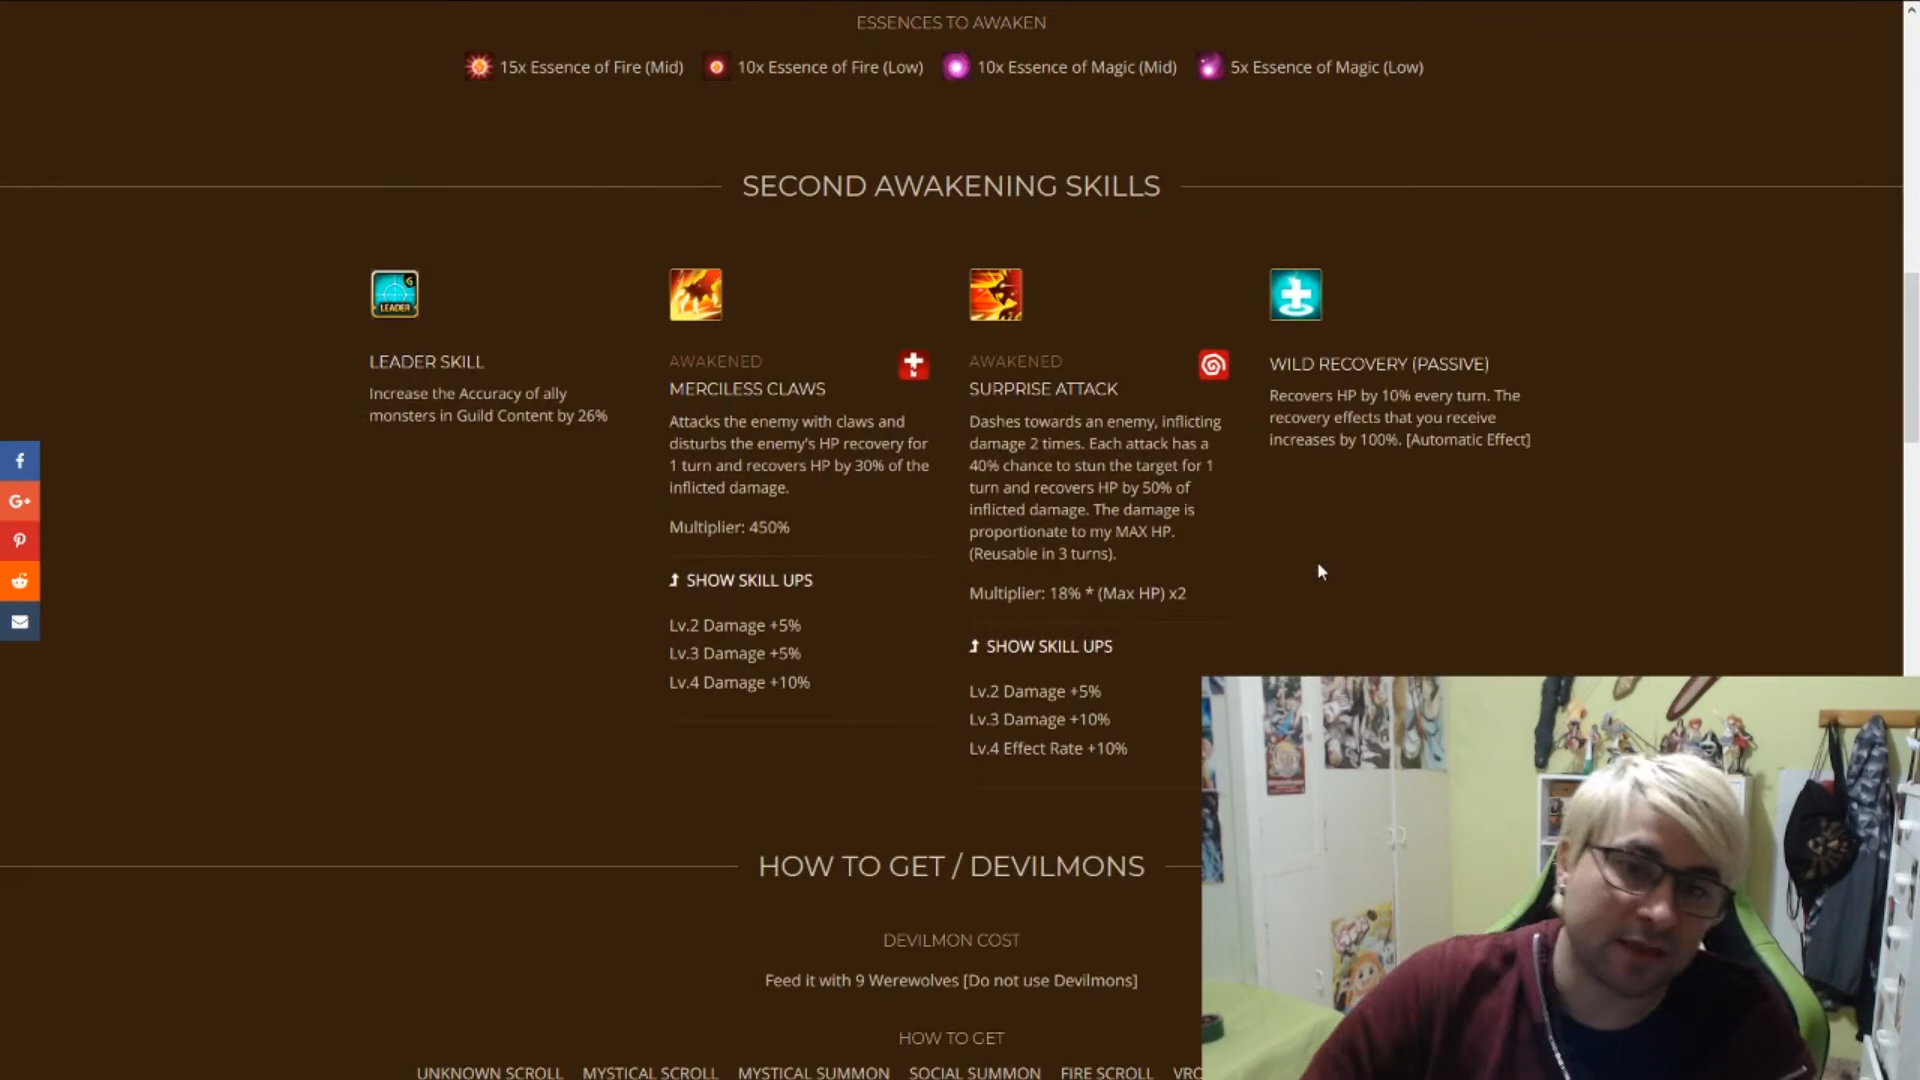 ESSENCES TO AWAKEN
15x Essence of Fire (Mid) 10x Essence of Fire (Low) 10x Essence of Magic (Mid) 5x Essence of Magic (Low)
SECOND AWAKENING SKILLS
LEADER
G
LEADER SKILL
Increase the Accuracy of ally
monsters in Guild Content by 26%
AWAKENED
MERCILESS CLAWS
Attacks the enemy with claws and
disturbs the enemy's HP recovery for
1 turn and recovers HP by 30% of the
inflicted damage.
Multiplier: 450%
SHOW SKILL UPS
Lv.2 Damage +5%
Lv.3 Damage +5%
Lv.4 Damage +10%
AWAKENED
SURPRISE ATTACK
Dashes towards an enemy, inflicting
damage 2 times. Each attack has a
40% chance to stun the target for 1
turn and recovers HP by 50% of
inflicted damage. The damage is
proportionate to my MAX HP.
(Reusable in 3 turns).
Multiplier: 18% * (Max HP) x2
SHOW SKILL UPS
Lv.2 Damage +5%
Lv.3 Damage +10%
Lv.4 Effect Rate +10%
WILD RECOVERY (PASSIVE)
Recovers HP by 10% every turn. The
recovery effects that you receive
increases by 100%. [Automatic Effect]
f
G+
HOW TO GET / DEVILMONS
DEVILMON COST
Feed it with 9 Werewolves [Do not use Devilmons]
HOW TO GET
UNKNOWN SCROLL MYSTICAL SCROLL MYSTICAL SUMMON SOCIAL SUMMON FIRE SCROLL